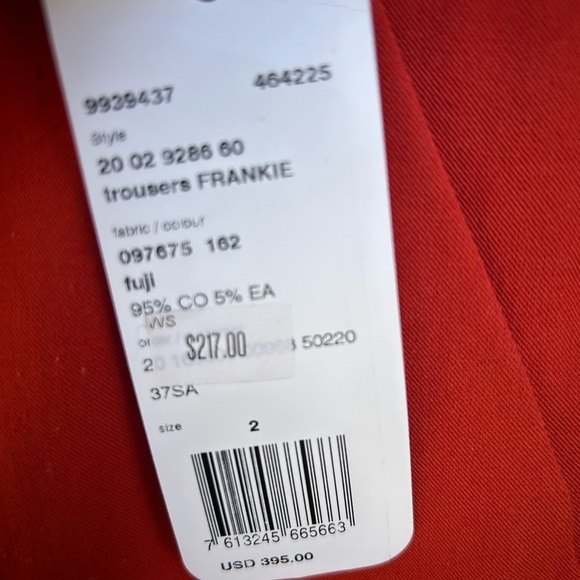 9939437 464225
Style
20 02 9286 60
trousers FRANKIE
fabric / colour
097675 162
fuji
95% CO 5% EA
WS
$217.00
50220
37SA
size 2
7 613245 665663
USD 395.00